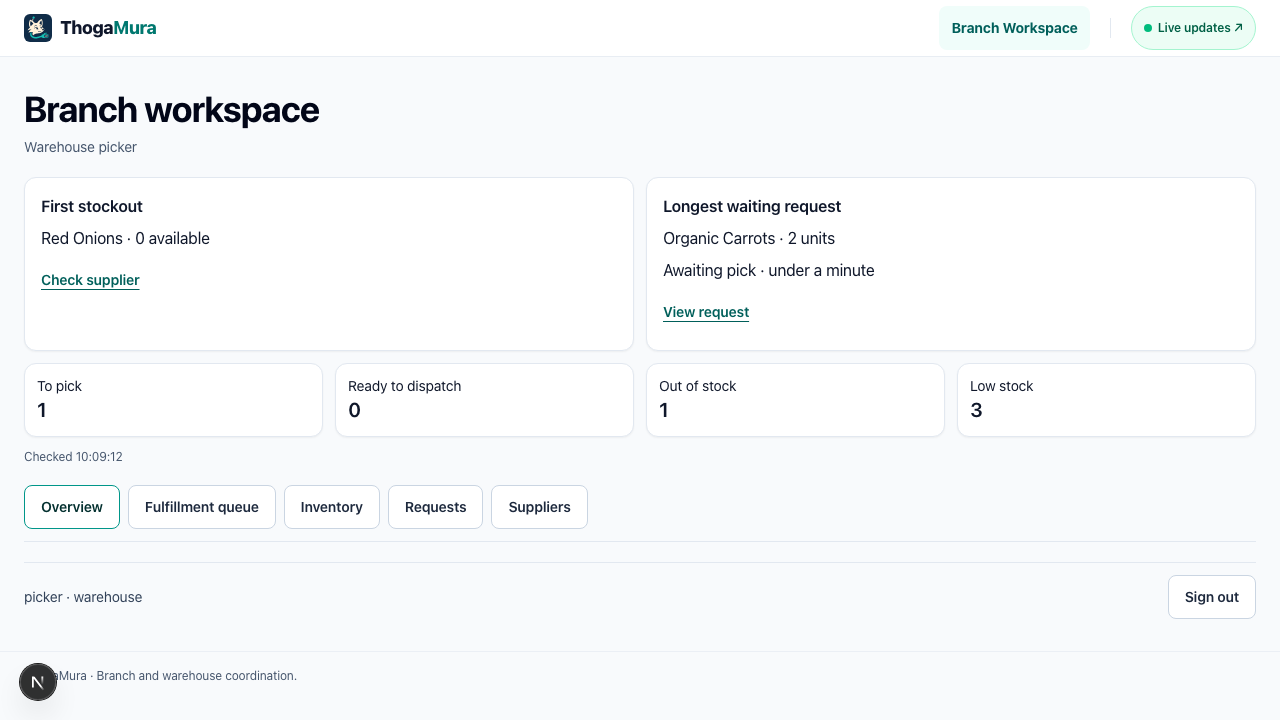 ThogaMura
Branch Workspace
Live updates ↗
Branch workspace
Warehouse picker
First stockout
Red Onions · 0 available
Check supplier
Longest waiting request
Organic Carrots · 2 units
Awaiting pick · under a minute
View request
To pick
1
Ready to dispatch
0
Out of stock
1
Low stock
3
Checked 10:09:12
Overview
Fulfillment queue
Inventory
Requests
Suppliers
picker · warehouse
Sign out
N
aMura · Branch and warehouse coordination.